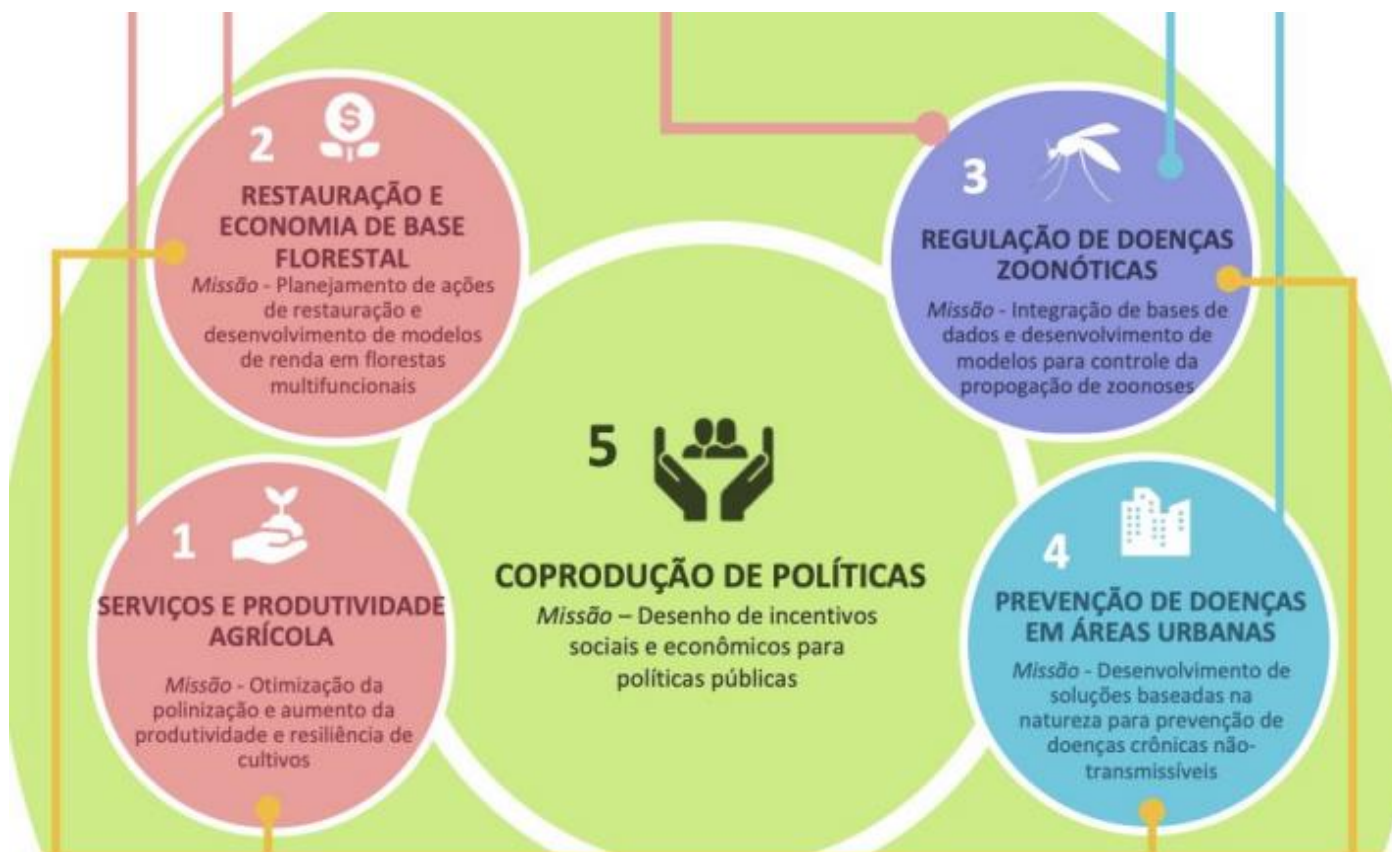 2
RESTAURAÇÃO E
ECONOMIA DE BASE
FLORESTAL
Missão - Planejamento de ações
de restauração e
desenvolvimento de modelos
de renda em florestas
multifuncionais
3
REGULAÇÃO DE DOENÇAS
ZOONÓTICAS
Missão - Integração de bases de
dados e desenvolvimento de
modelos para controle da
propogação de zoonoses
5
COPRODUÇÃO DE POLÍTICAS
Missão – Desenho de incentivos
sociais e econômicos para
políticas públicas
1
SERVIÇOS E PRODUTIVIDADE
AGRÍCOLA
Missão - Otimização da
polinização e aumento da
produtividade e resiliência de
cultivos
4
PREVENÇÃO DE DOENÇAS
EM ÁREAS URBANAS
Missão - Desenvolvimento de
soluções baseadas na
natureza para prevenção de
doenças crônicas não-
transmissíveis